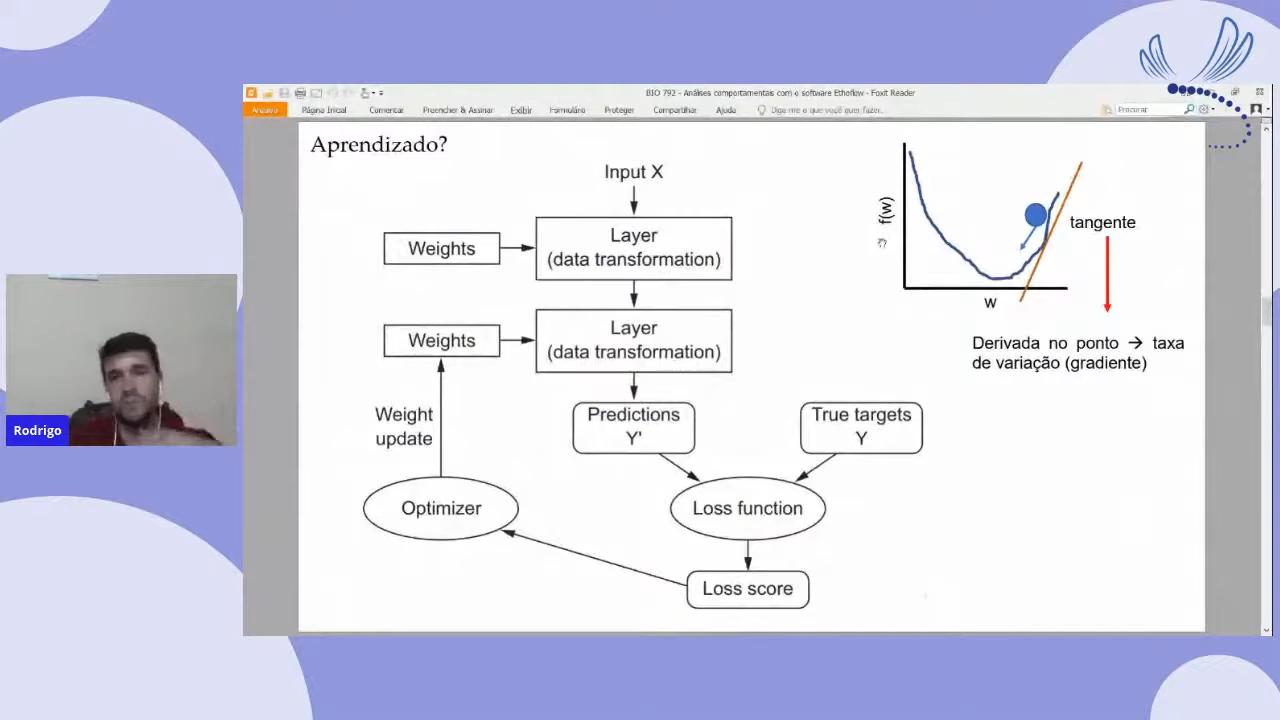 BIO 792 - Análises comportamentais com o software Ethoflow - Foxit Reader
Arquivo Página Inicial Comentar Preencher & Assinar Exibir Formulário Proteger Compartilhar Ajuda Diga-me o que você quer fazer... Procurar
Aprendizado?
Input X
Weights
Layer
(data transformation)
Weights
Layer
(data transformation)
Weight
update
Predictions
Y'
True targets
Y
Optimizer
Loss function
Loss score
f(w)
w
tangente
Derivada no ponto → taxa
de variação (gradiente)
Rodrigo